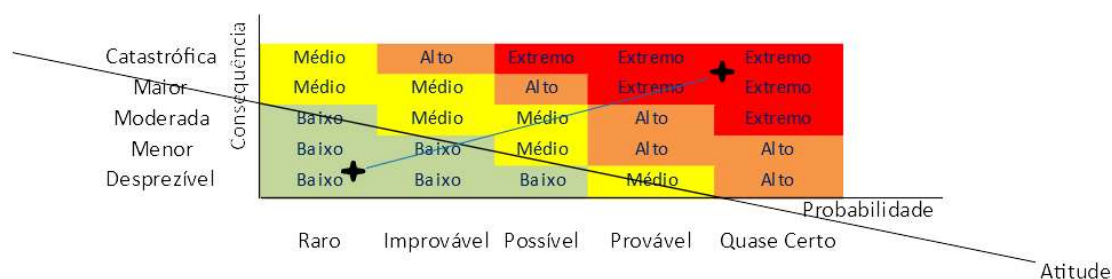 Consequência
Catastrófica Médio Alto Extremo Extremo Extremo
Maior Médio Médio Alto Extremo Extremo
Moderada Baixo Médio Médio Alto Extremo
Menor Baixo Baixo Médio Alto Alto
Desprezível Baixo Baixo Baixo Médio Alto
Probabilidade
Raro Improvável Possível Provável Quase Certo
Atitude